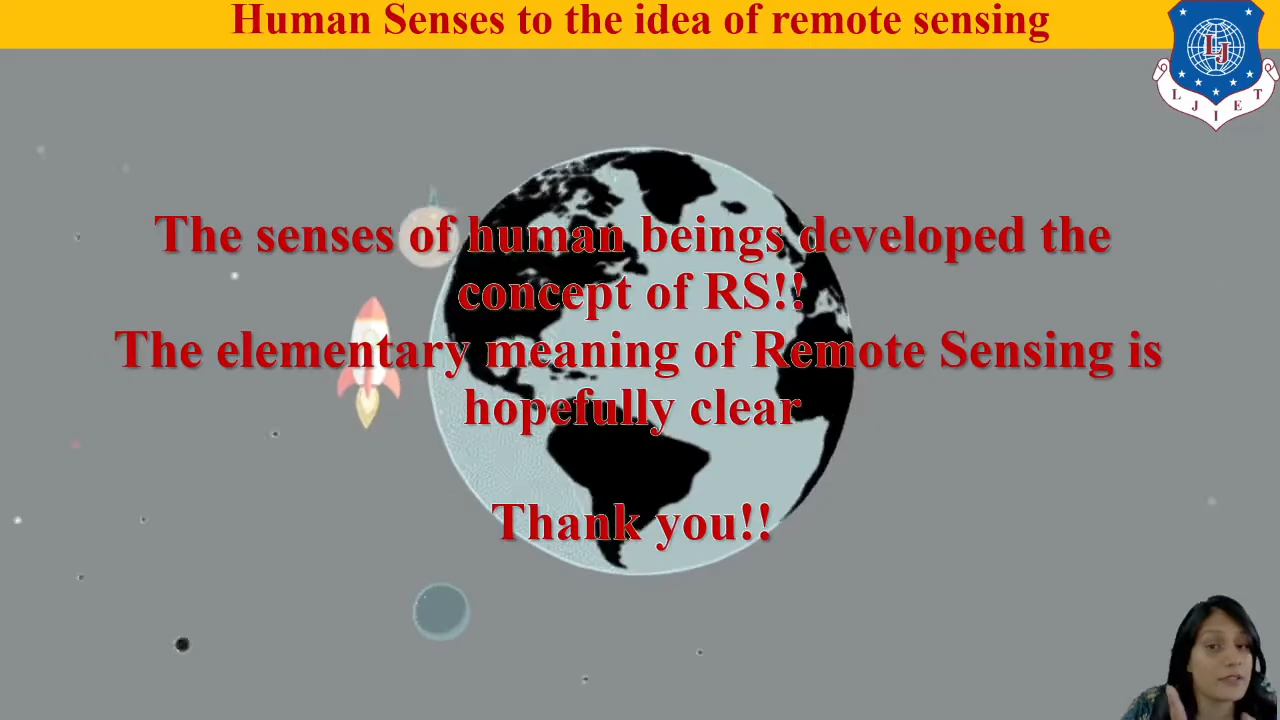 Human Senses to the idea of remote sensing
LJ
L J I E T
The senses of human beings developed the
concept of RS!!
The elementary meaning of Remote Sensing is
hopefully clear
Thank you!!